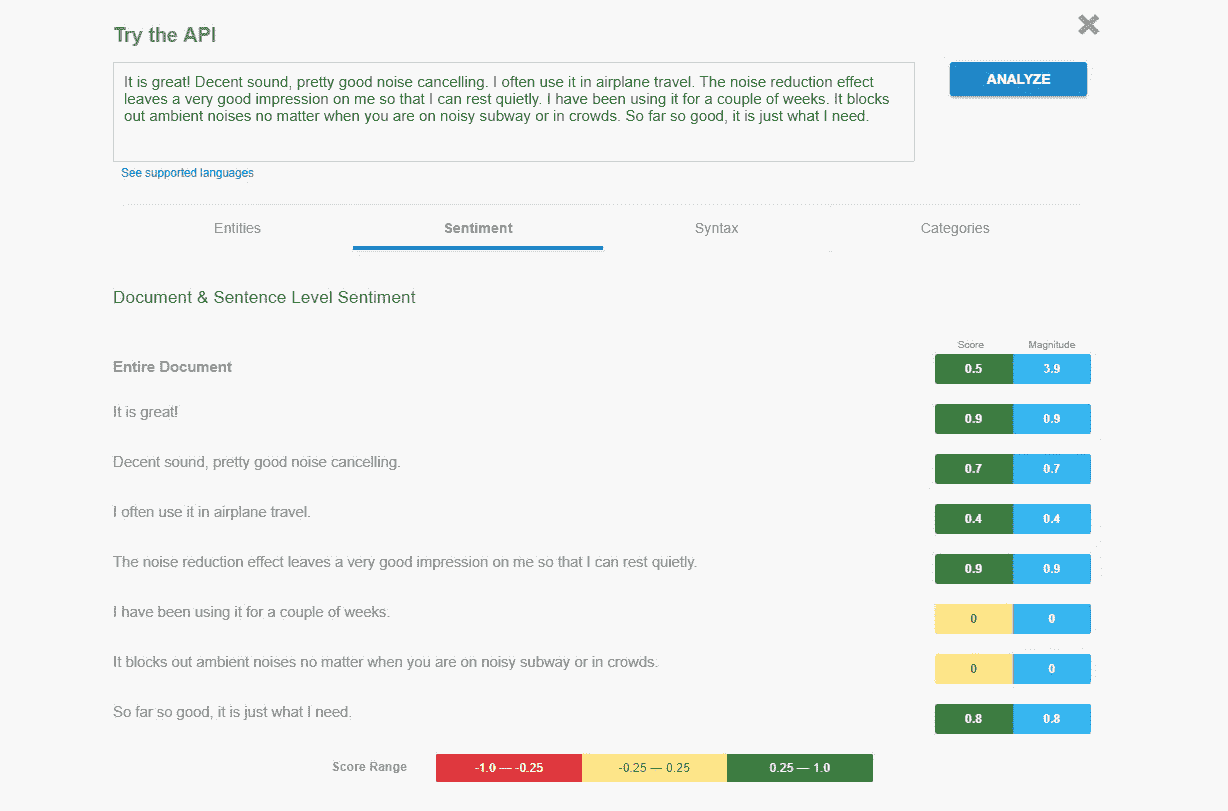 Try the API
It is great! Decent sound, pretty good noise cancelling. I often use it in airplane travel. The noise reduction effect
leaves a very good impression on me so that I can rest quietly. I have been using it for a couple of weeks. It blocks
out ambient noises no matter when you are on noisy subway or in crowds. So far so good, it is just what I need.
ANALYZE
See supported languages
Entities Sentiment Syntax Categories
Document & Sentence Level Sentiment
Score Magnitude
Entire Document 0.5 3.9
It is great! 0.9 0.9
Decent sound, pretty good noise cancelling. 0.7 0.7
I often use it in airplane travel. 0.4 0.4
The noise reduction effect leaves a very good impression on me so that I can rest quietly. 0.9 0.9
I have been using it for a couple of weeks. 0 0
It blocks out ambient noises no matter when you are on noisy subway or in crowds. 0 0
So far so good, it is just what I need. 0.8 0.8
Score Range -1.0 — -0.25 -0.25 — 0.25 0.25 — 1.0